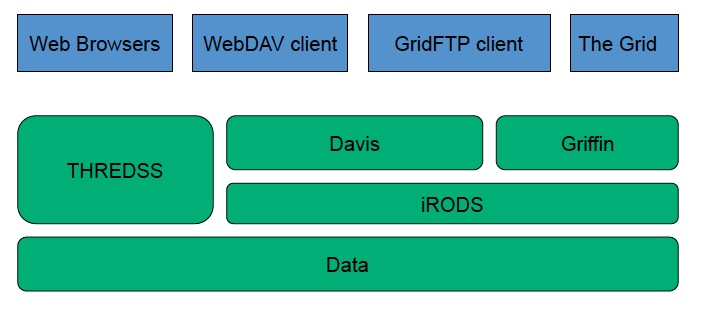 Web Browsers
WebDAV client
GridFTP client
The Grid
THREDSS
Davis
Griffin
iRODS
Data